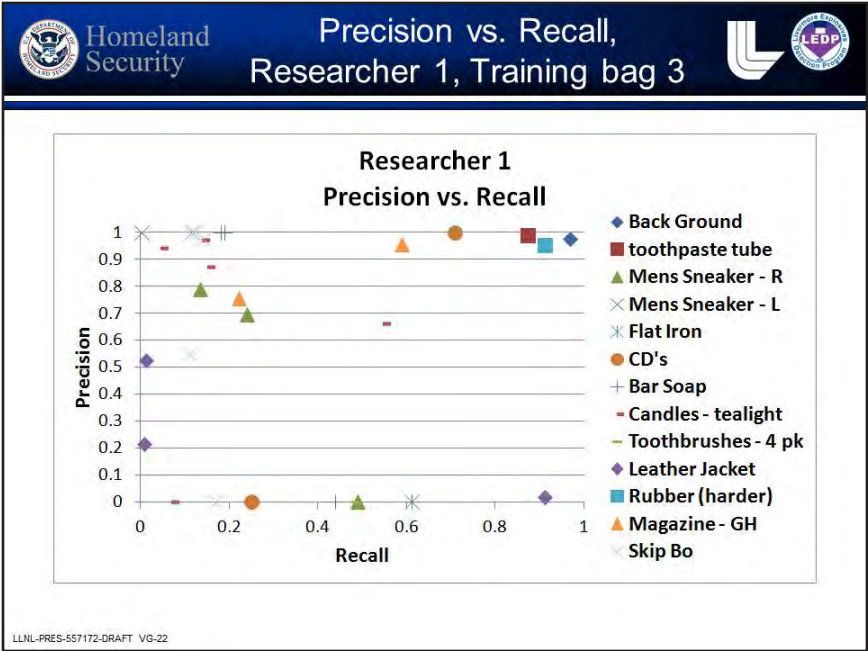 Homeland
Security
Precision vs. Recall,
Researcher 1, Training bag 3
LEDP
Researcher 1
Precision vs. Recall
Precision
1
0.9
0.8
0.7
0.6
0.5
0.4
0.3
0.2
0.1
0
0 0.2 0.4 0.6 0.8 1
Recall
Back Ground
toothpaste tube
Mens Sneaker - R
Mens Sneaker - L
Flat Iron
CD's
Bar Soap
Candles - tealight
Toothbrushes - 4 pk
Leather Jacket
Rubber (harder)
Magazine - GH
Skip Bo
LLNL-PRES-557172-DRAFT VG-22